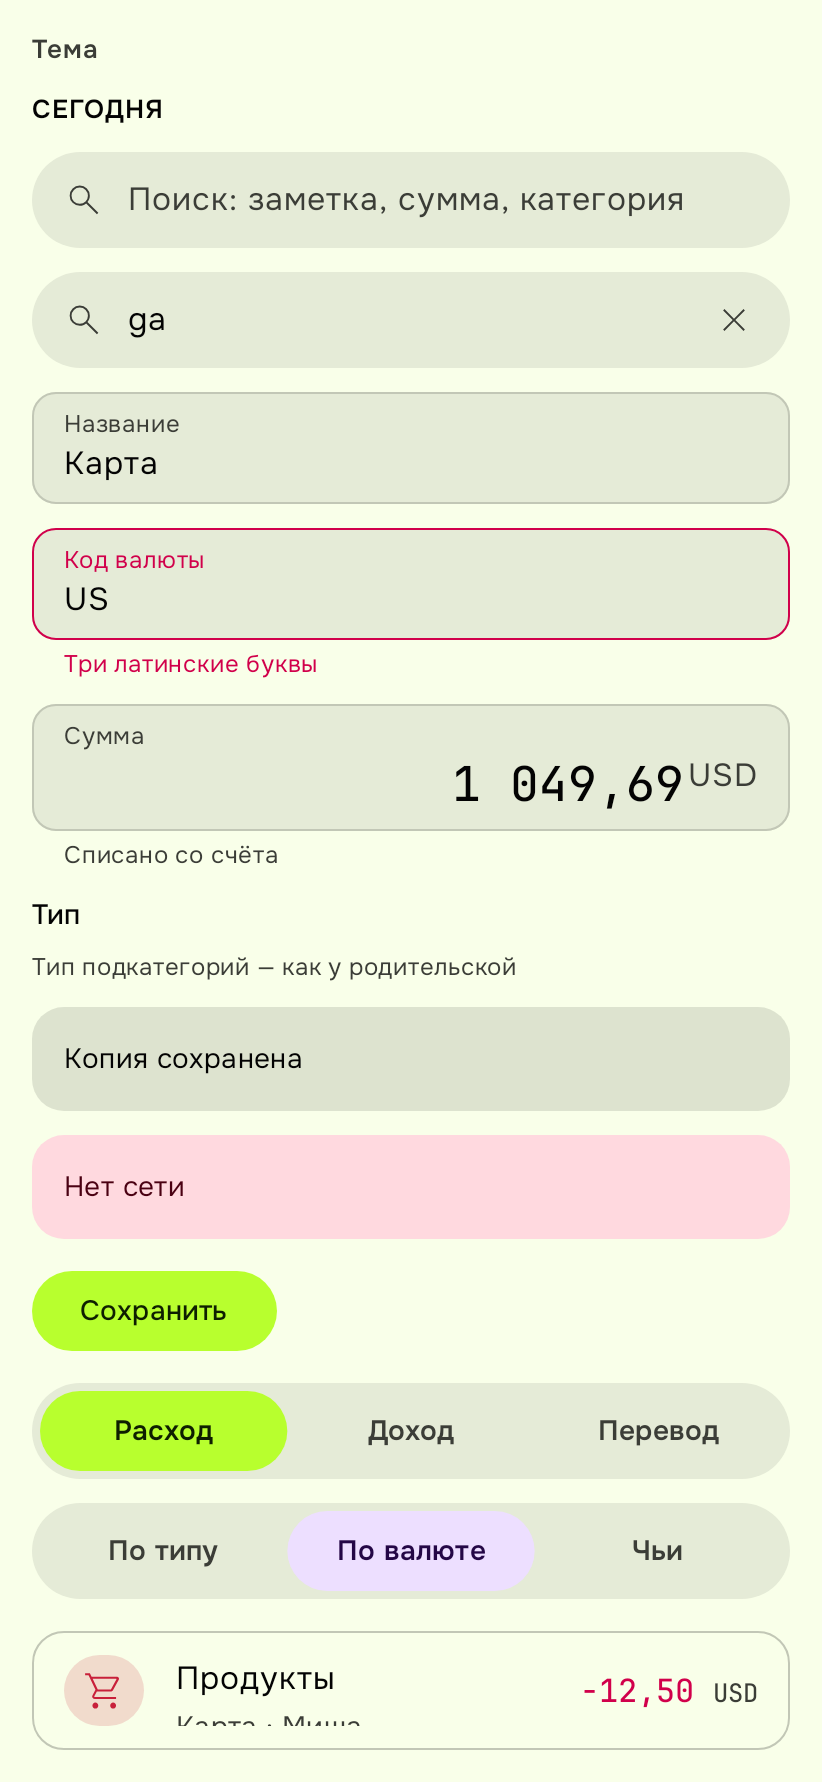 Тема
СЕГОДНЯ
Поиск: заметка, сумма, категория
ga
Название
Карта
Код валюты
US
Три латинские буквы
Сумма
1 049,69 USD
Списано со счёта
Тип
Тип подкатегорий — как у родительской
Копия сохранена
Нет сети
Сохранить
Расход Доход Перевод
По типу По валюте Чьи
Продукты -12,50 USD
Карта · Миша